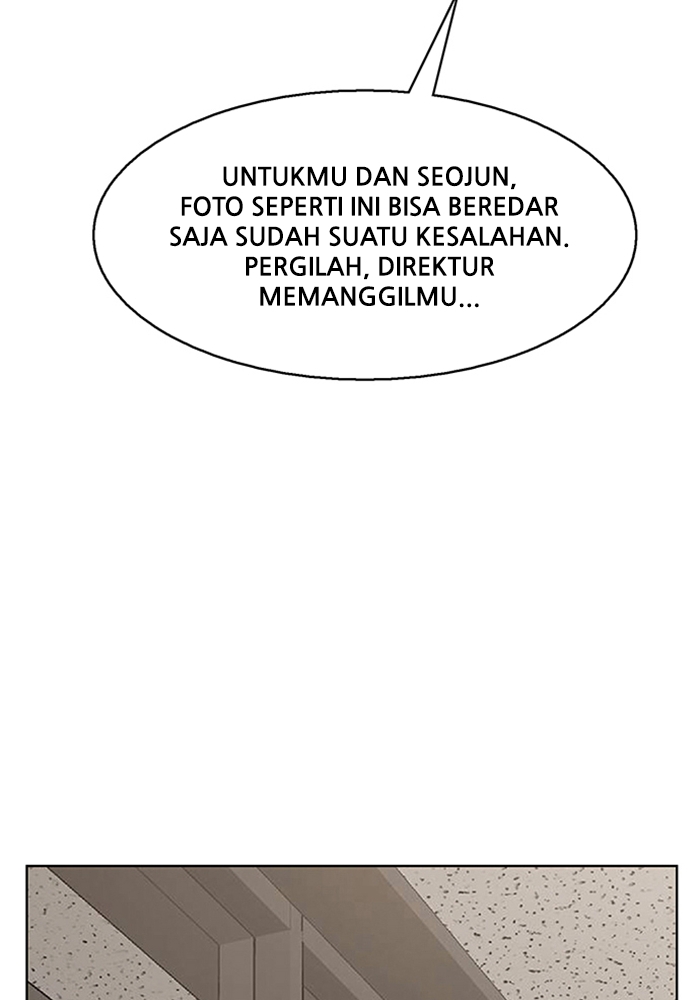 UNTUKMU DAN SEOJUN,
FOTO SEPERTI INI BISA BEREDAR
SAJA SUDAH SUATU KESALAHAN.
PERGILAH, DIREKTUR
MEMANGGILMU...